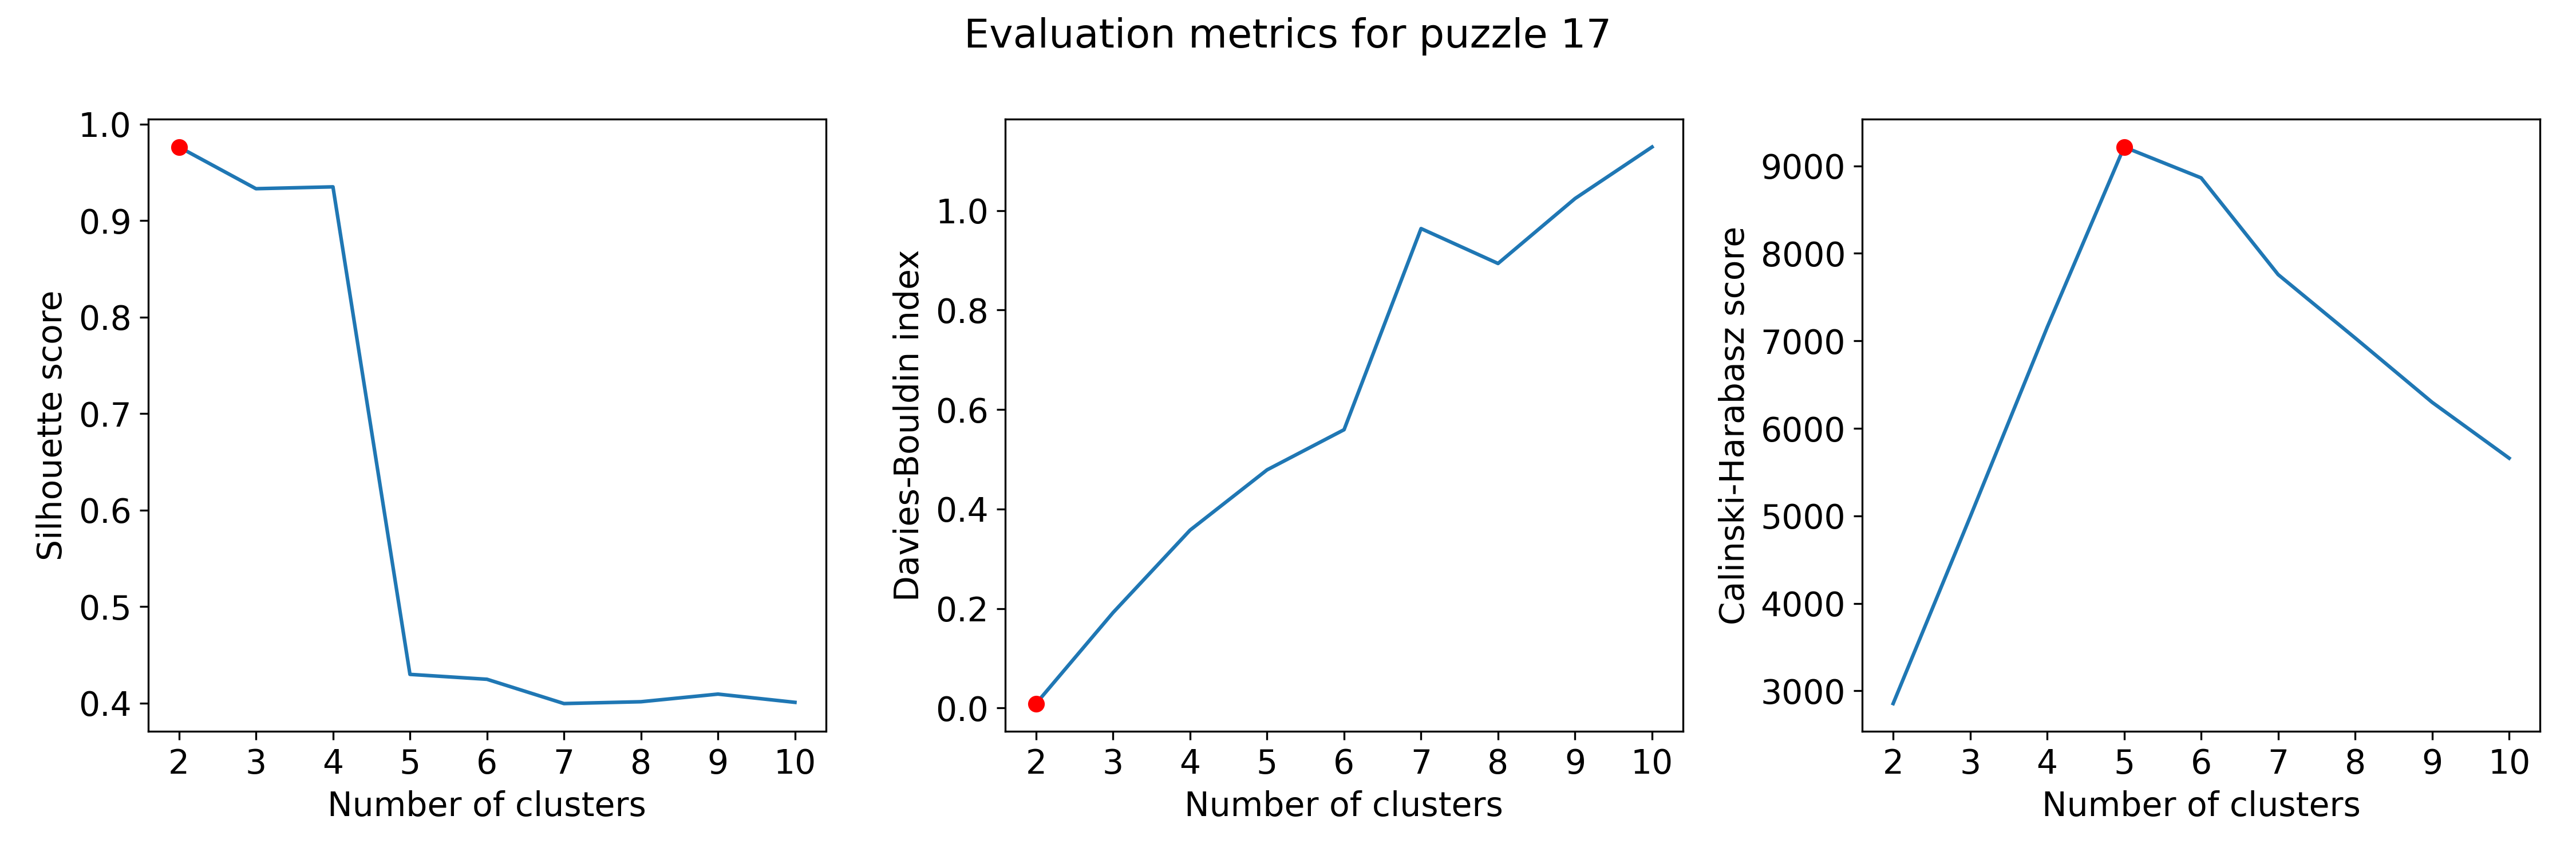 Evaluation metrics for puzzle 17
Silhouette score
1.0
0.9
0.8
0.7
0.6
0.5
0.4
2 3 4 5 6 7 8 9 10
Number of clusters
Davies-Bouldin index
1.0
0.8
0.6
0.4
0.2
0.0
2 3 4 5 6 7 8 9 10
Number of clusters
Calinski-Harabasz score
9000
8000
7000
6000
5000
4000
3000
2 3 4 5 6 7 8 9 10
Number of clusters